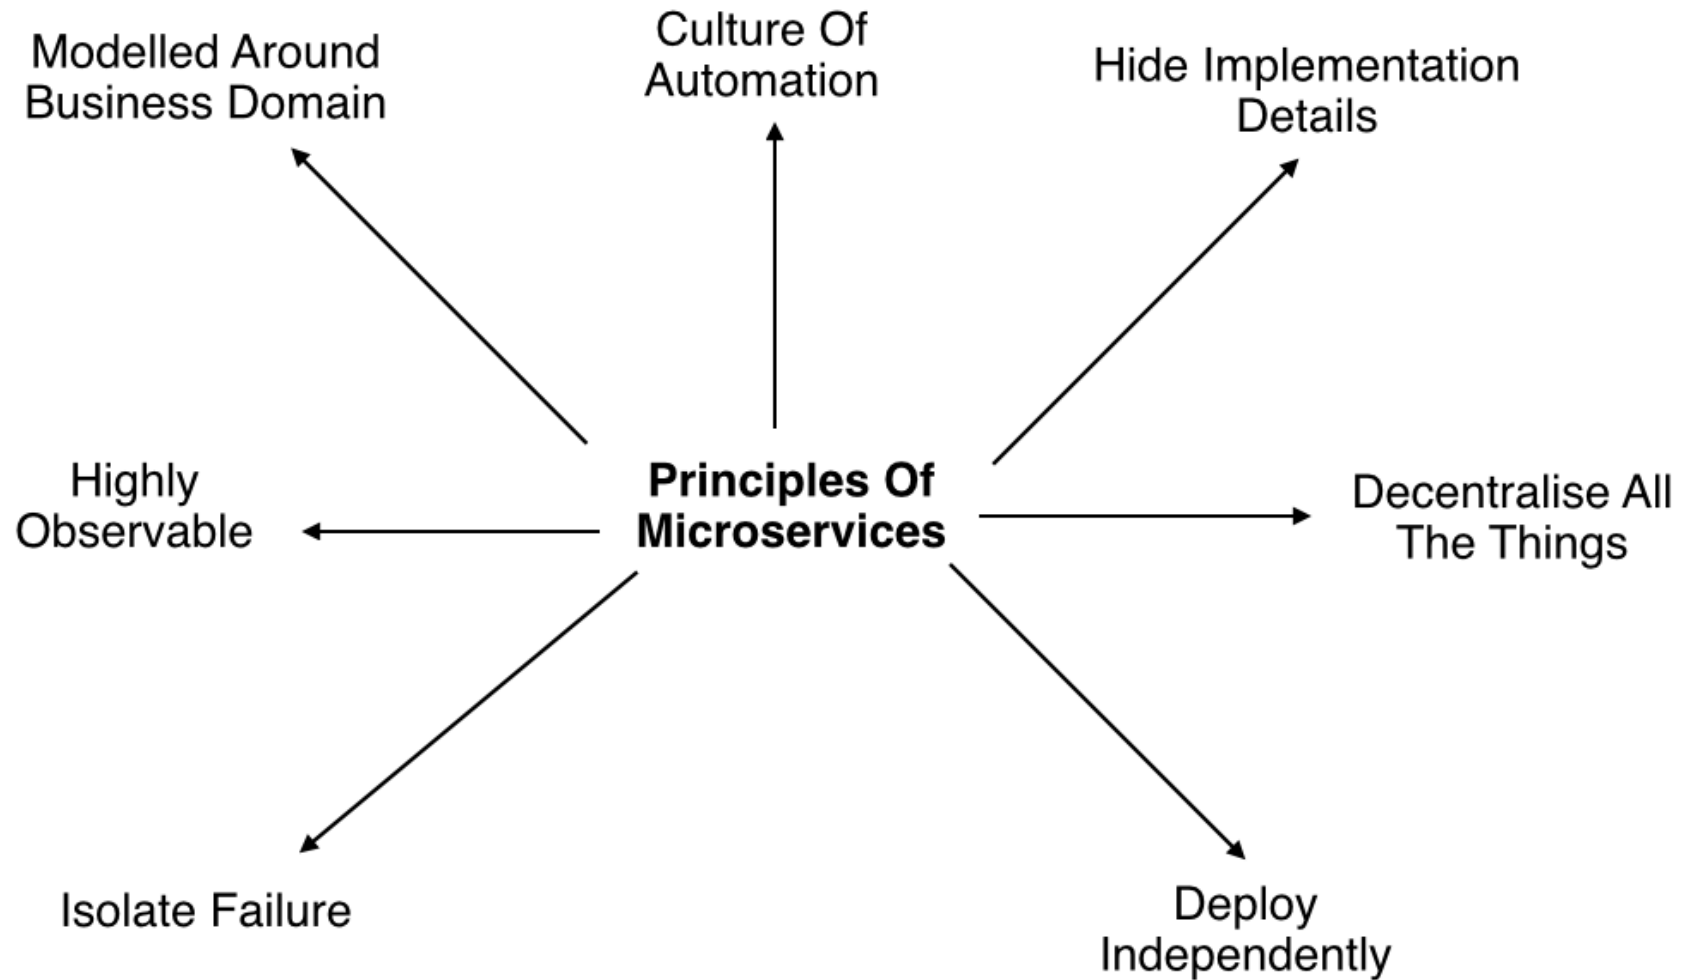 Culture Of
Automation
Modelled Around
Business Domain
Hide Implementation
Details
Highly
Observable
Principles Of
Microservices
Decentralise All
The Things
Isolate Failure
Deploy
Independently